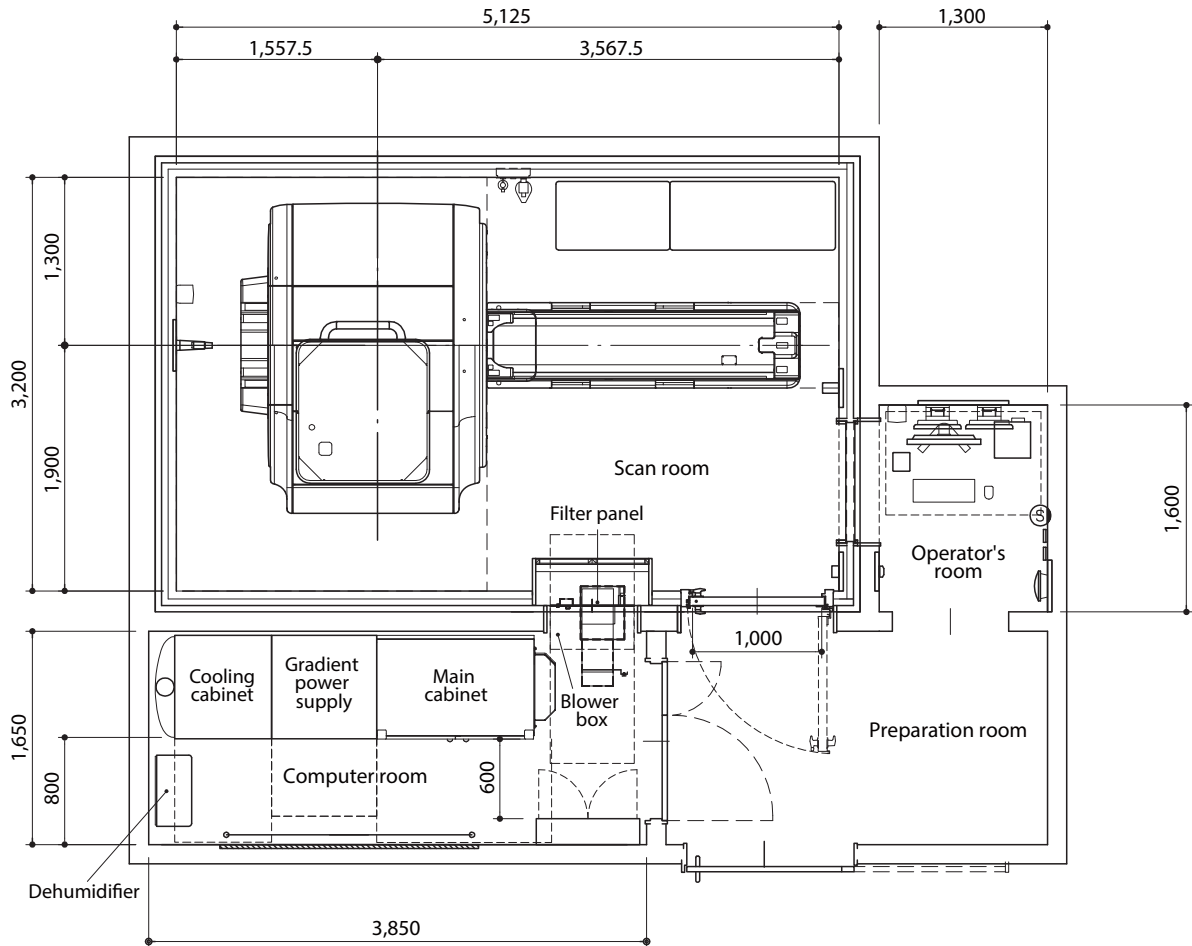 5,125
1,300
1,557.5
3,567.5
1,300
3,200
1,900
Scan room
Filter panel
1,600
Operator's
room
S
1,000
Cooling
cabinet
Gradient
power
supply
Main
cabinet
Blower
box
Preparation room
1,650
800
Computer room
600
Dehumidifier
3,850